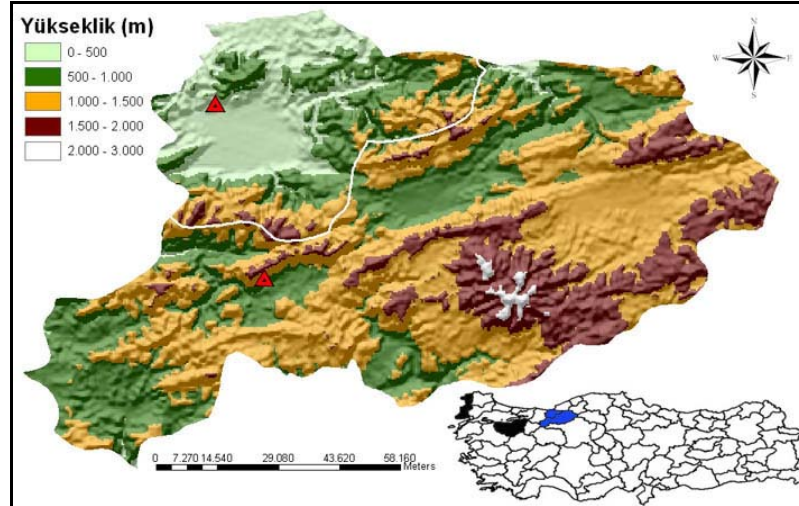 Yükseklik (m)
0 - 500
500 - 1.000
1.000 - 1.500
1.500 - 2.000
2.000 - 3.000
N
W E
S
0 7.270 14.540 29.080 43.620 58.160
Meters